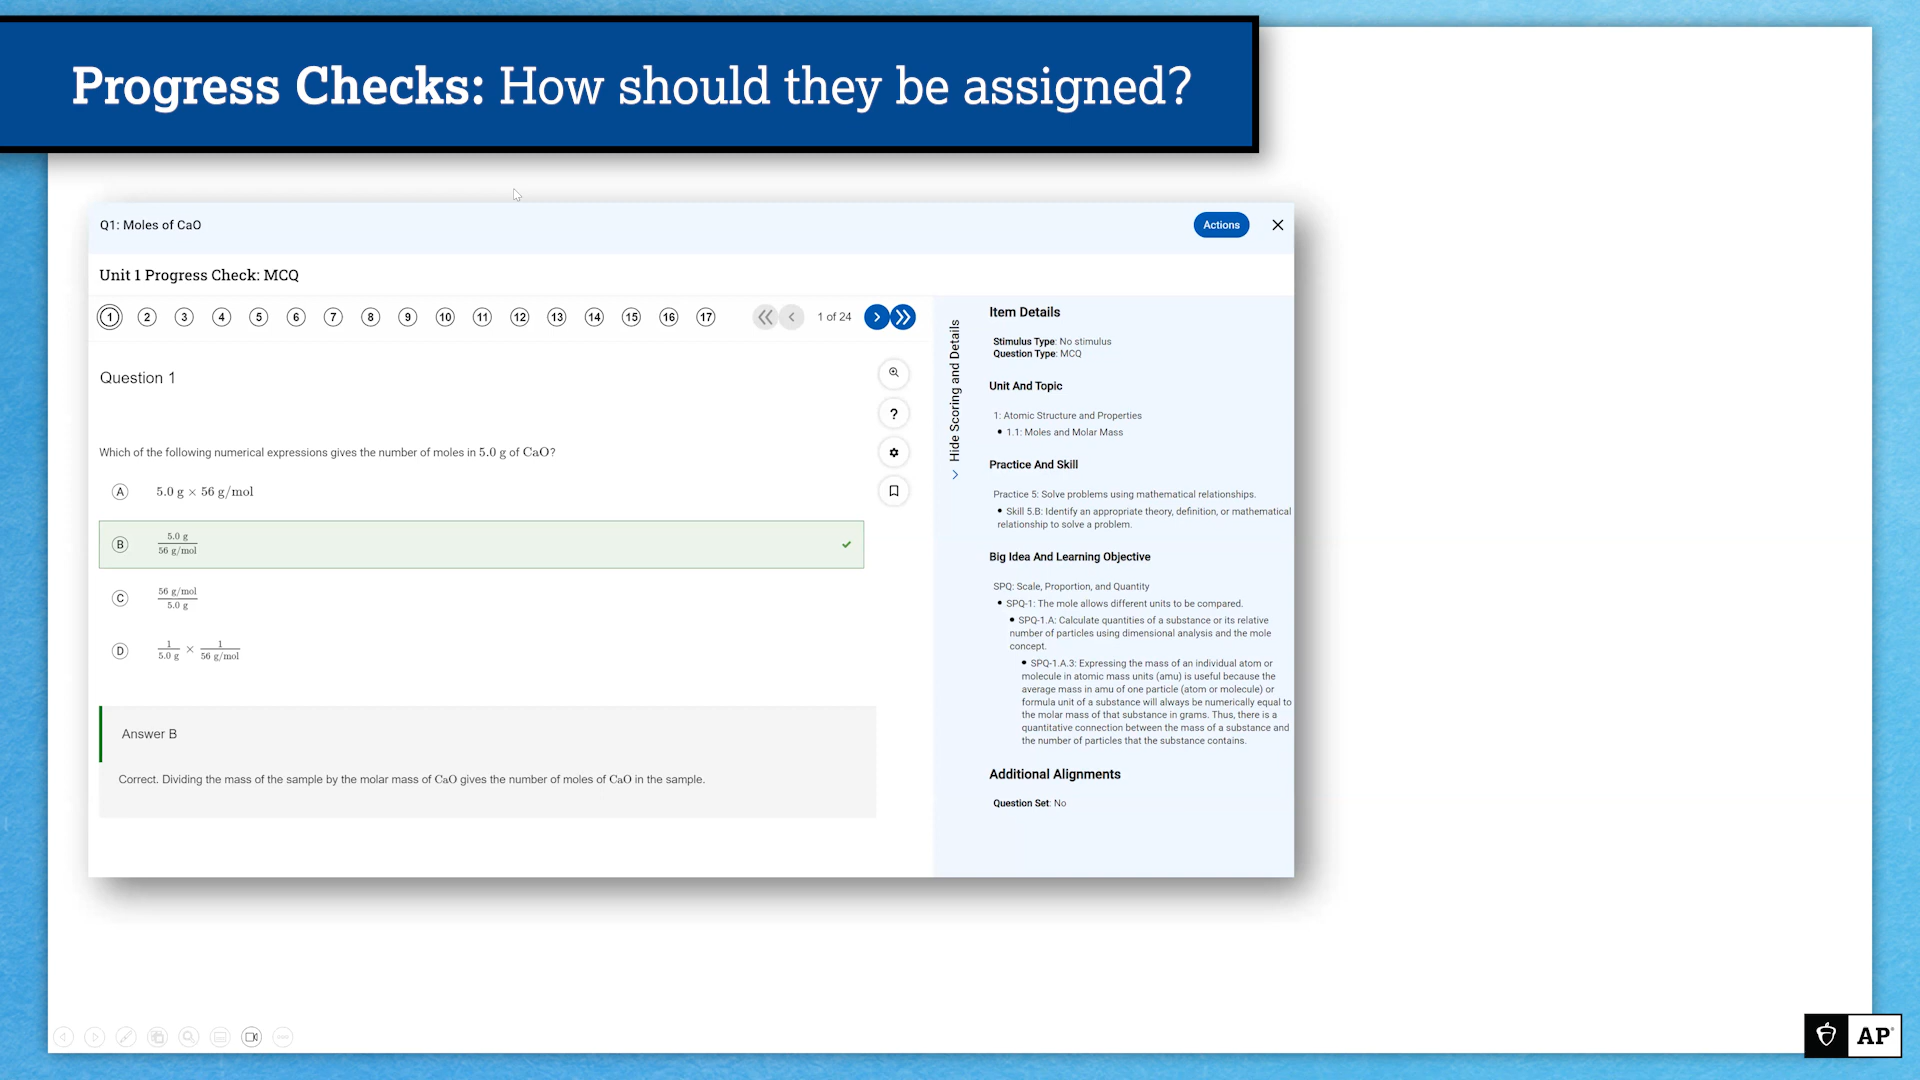 Progress Checks: How should they be assigned?
Q1: Moles of CaO
Actions
Unit 1 Progress Check: MCQ
1 2 3 4 5 6 7 8 9 10 11 12 13 14 15 16 17
1 of 24
Question 1
?
Which of the following numerical expressions gives the number of moles in 5.0 g of CaO?
A 5.0 g × 56 g/mol
B 5.0 g / 56 g/mol
C 56 g/mol / 5.0 g
D 1 / 5.0 g × 1 / 56 g/mol
Answer B
Correct. Dividing the mass of the sample by the molar mass of CaO gives the number of moles of CaO in the sample.
Hide Scoring and Details
Item Details
Stimulus Type: No stimulus
Question Type: MCQ
Unit And Topic
1: Atomic Structure and Properties
• 1.1: Moles and Molar Mass
Practice And Skill
Practice 5: Solve problems using mathematical relationships.
• Skill 5.B: Identify an appropriate theory, definition, or mathematical
relationship to solve a problem.
Big Idea And Learning Objective
SPQ: Scale, Proportion, and Quantity
• SPQ-1: The mole allows different units to be compared.
• SPQ-1.A: Calculate quantities of a substance or its relative
number of particles using dimensional analysis and the mole
concept.
• SPQ-1.A.3: Expressing the mass of an individual atom or
molecule in atomic mass units (amu) is useful because the
average mass in amu of one particle (atom or molecule) or
formula unit of a substance will always be numerically equal to
the molar mass of that substance in grams. Thus, there is a
quantitative connection between the mass of a substance and
the number of particles that the substance contains.
Additional Alignments
Question Set: No
AP®